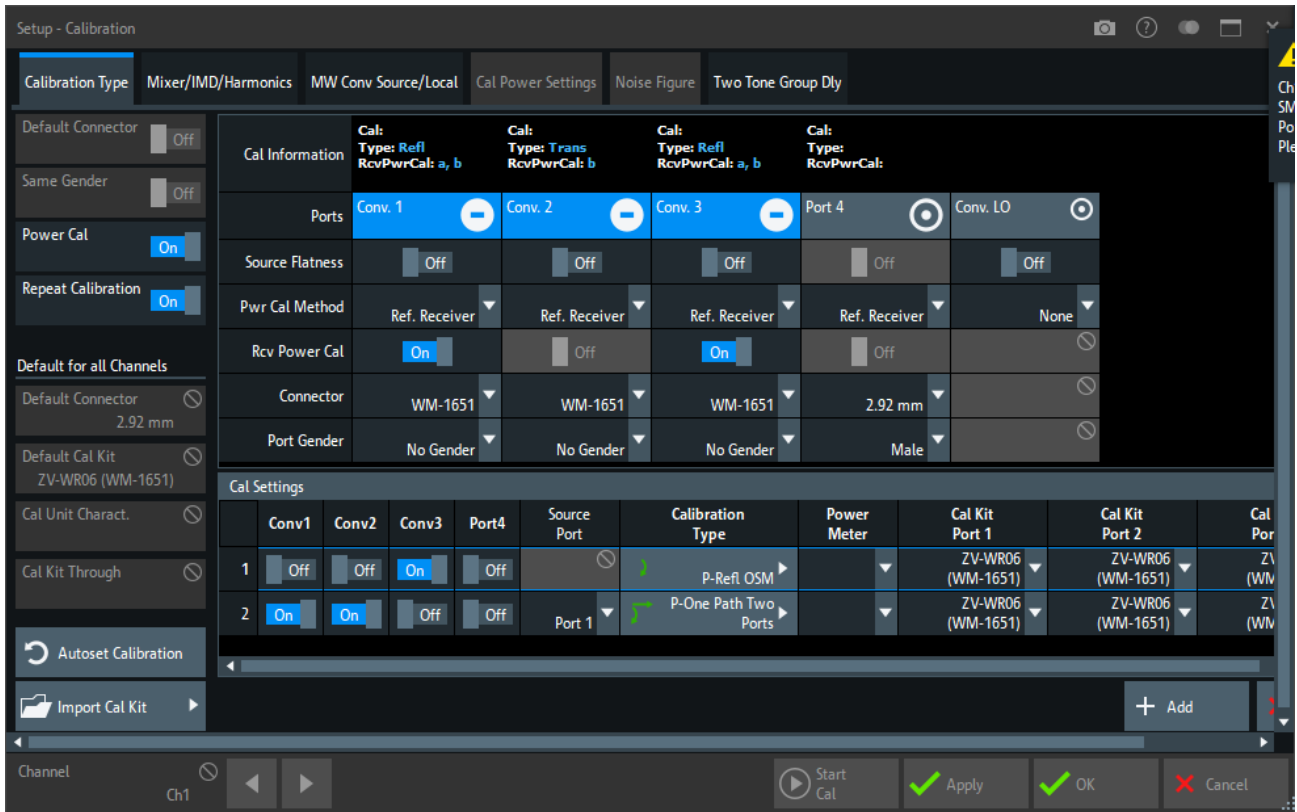 Setup - Calibration
Calibration Type Mixer/IMD/Harmonics MW Conv Source/Local Cal Power Settings Noise Figure Two Tone Group Dly
Ch
SM
Po
Ple
Default Connector Off
Same Gender Off
Power Cal On
Repeat Calibration On
Default for all Channels
Default Connector
2.92 mm
Default Cal Kit
ZV-WR06 (WM-1651)
Cal Unit Charact.
Cal Kit Through
Autoset Calibration
Import Cal Kit
Cal Information
Cal:
Type: Refl
RcvPwrCal: a, b
Cal:
Type: Trans
RcvPwrCal: b
Cal:
Type: Refl
RcvPwrCal: a, b
Cal:
Type:
RcvPwrCal:
Ports Conv. 1 Conv. 2 Conv. 3 Port 4 Conv. LO
Source Flatness Off Off Off Off Off
Pwr Cal Method Ref. Receiver Ref. Receiver Ref. Receiver Ref. Receiver None
Rcv Power Cal On Off On Off
Connector WM-1651 WM-1651 WM-1651 2.92 mm
Port Gender No Gender No Gender No Gender Male
Cal Settings
Conv1 Conv2 Conv3 Port4 Source Port Calibration Type Power Meter Cal Kit Port 1 Cal Kit Port 2 Cal Por
1 Off Off On Off P-Refl OSM ZV-WR06 (WM-1651) ZV-WR06 (WM-1651) ZV (WM
2 On On Off Off Port 1 P-One Path Two Ports ZV-WR06 (WM-1651) ZV-WR06 (WM-1651) ZV (WM
+ Add
Channel
Ch1
Start Cal
Apply
OK
Cancel